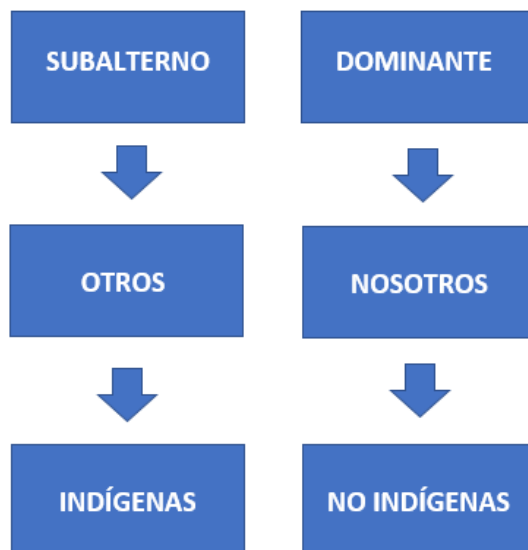 SUBALTERNO
DOMINANTE
OTROS
NOSOTROS
INDÍGENAS
NO INDÍGENAS